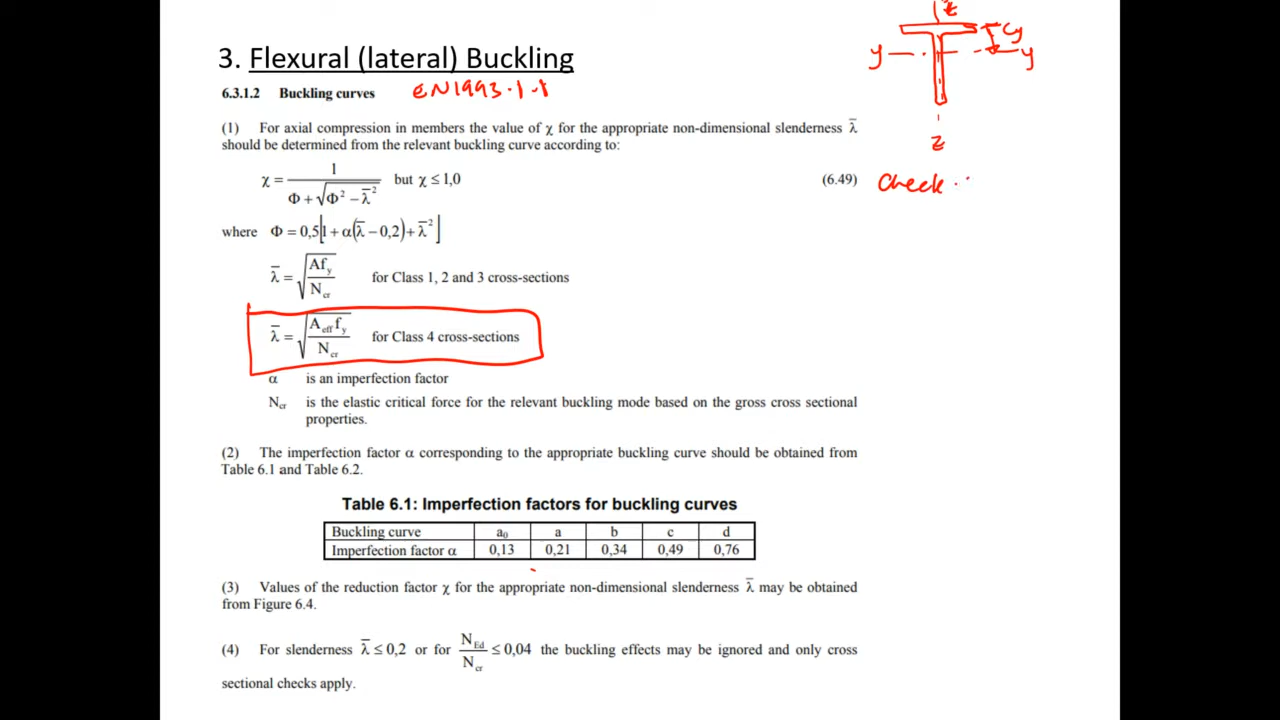 3. Flexural (lateral) Buckling
6.3.1.2 Buckling curves EN1993.1.1
(1) For axial compression in members the value of χ for the appropriate non-dimensional slenderness λ̅
should be determined from the relevant buckling curve according to:
χ = 1 / (Φ + √(Φ² − λ̅²)) but χ ≤ 1,0 (6.49)
where Φ = 0,5[1 + α(λ̅ − 0,2) + λ̅²]
λ̅ = √(Af_y / N_cr) for Class 1, 2 and 3 cross-sections
λ̅ = √(A_eff f_y / N_cr) for Class 4 cross-sections
α is an imperfection factor
N_cr is the elastic critical force for the relevant buckling mode based on the gross cross sectional
properties.
(2) The imperfection factor α corresponding to the appropriate buckling curve should be obtained from
Table 6.1 and Table 6.2.
Table 6.1: Imperfection factors for buckling curves
Buckling curve a₀ a b c d
Imperfection factor α 0,13 0,21 0,34 0,49 0,76
(3) Values of the reduction factor χ for the appropriate non-dimensional slenderness λ̅ may be obtained
from Figure 6.4.
(4) For slenderness λ̅ ≤ 0,2 or for N_Ed / N_cr ≤ 0,04 the buckling effects may be ignored and only cross
sectional checks apply.
z
Cy
y y
z
Check